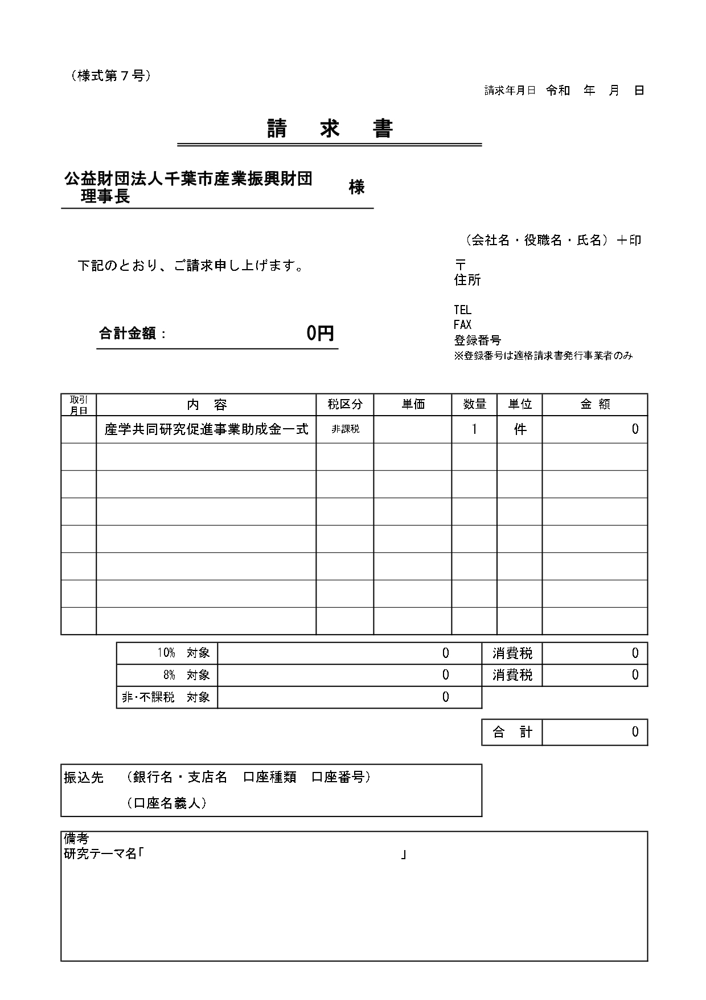 （様式第７号）
請求年月日　令和　年　月　日
請　求　書
公益財団法人千葉市産業振興財団
理事長　様
（会社名・役職名・氏名）＋印
下記のとおり、ご請求申し上げます。
〒
住所
TEL
FAX
登録番号
※登録番号は適格請求書発行事業者のみ
合計金額：　0円
取引月日　内　容　税区分　単価　数量　単位　金 額
産学共同研究促進事業助成金一式　非課税　1　件　0
10%　対象　0　消費税　0
8%　対象　0　消費税　0
非・不課税　対象　0
合　計　0
振込先　（銀行名・支店名　口座種類　口座番号）
（口座名義人）
備考
研究テーマ名「　」